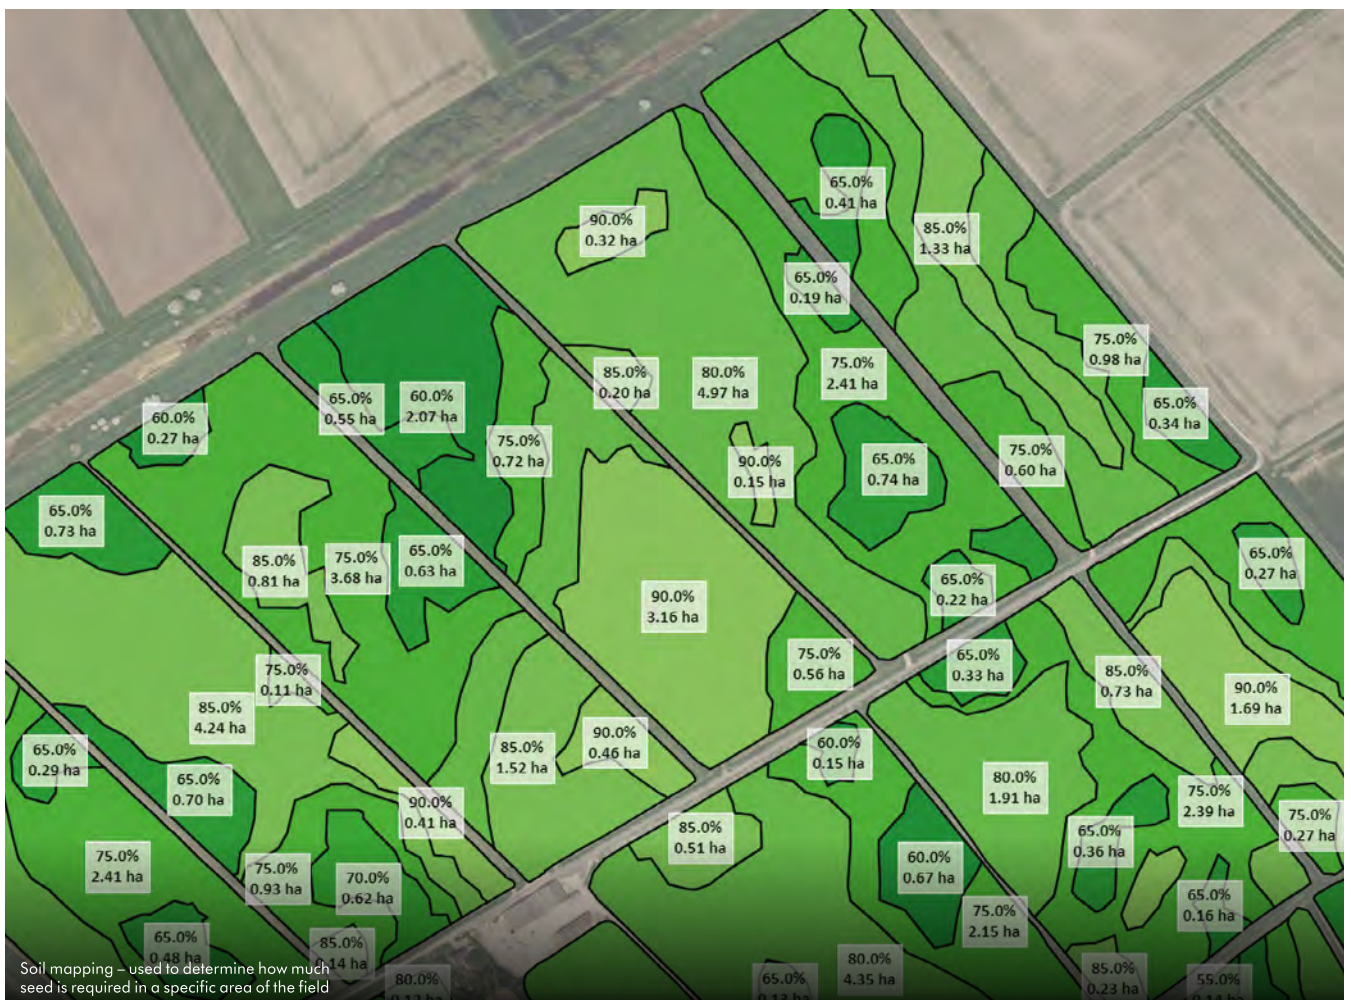 65.0%
0.41 ha
90.0%
0.32 ha
85.0%
1.33 ha
65.0%
0.19 ha
75.0%
0.98 ha
75.0%
2.41 ha
85.0%
0.20 ha
80.0%
4.97 ha
65.0%
0.34 ha
65.0%
0.55 ha
60.0%
2.07 ha
60.0%
0.27 ha
75.0%
0.72 ha
75.0%
0.60 ha
65.0%
0.74 ha
90.0%
0.15 ha
65.0%
0.73 ha
65.0%
0.27 ha
85.0%
0.81 ha
75.0%
3.68 ha
65.0%
0.63 ha
65.0%
0.22 ha
90.0%
3.16 ha
75.0%
0.56 ha
65.0%
0.33 ha
75.0%
0.11 ha
85.0%
0.73 ha
90.0%
1.69 ha
85.0%
4.24 ha
90.0%
0.46 ha
85.0%
1.52 ha
60.0%
0.15 ha
65.0%
0.29 ha
65.0%
0.70 ha
80.0%
1.91 ha
75.0%
2.39 ha
90.0%
0.41 ha
75.0%
0.27 ha
85.0%
0.51 ha
65.0%
0.36 ha
75.0%
2.41 ha
75.0%
0.93 ha
70.0%
0.62 ha
60.0%
0.67 ha
65.0%
0.16 ha
75.0%
2.15 ha
65.0%
0.48 ha
85.0%
0.14 ha
80.0%
4.35 ha
85.0%
0.23 ha
80.0%
65.0%
55.0%
Soil mapping – used to determine how much
seed is required in a specific area of the field